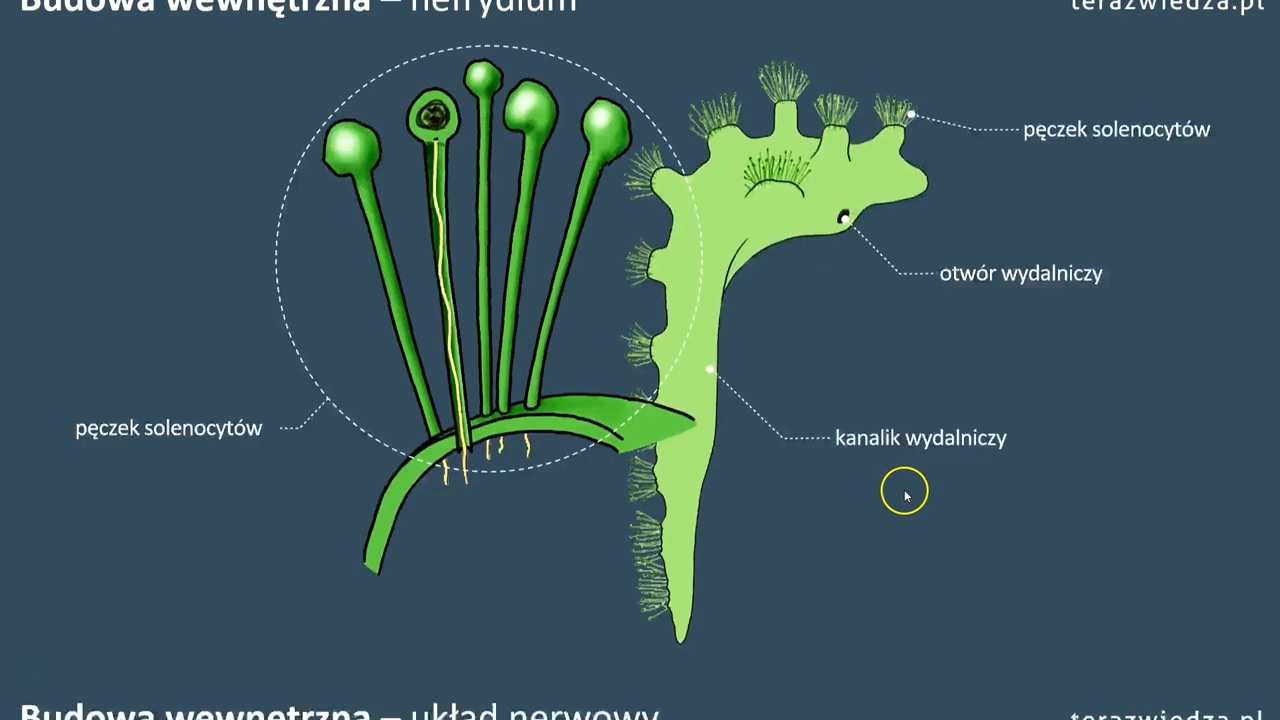 Budowa wewnętrzna – nefrydium
terazwiedza.pl
pęczek solenocytów
otwór wydalniczy
pęczek solenocytów
kanalik wydalniczy
Budowa wewnętrzna – układ nerwowy
terazwiedza.pl